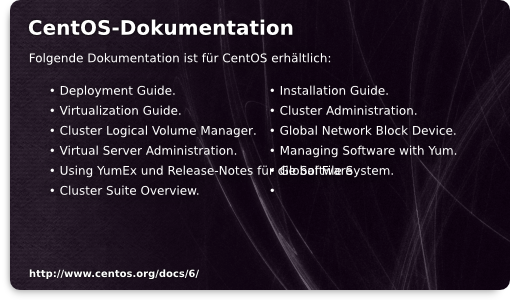 CentOS-Dokumentation
Folgende Dokumentation ist für CentOS erhältlich:
• Deployment Guide.
• Virtualization Guide.
• Cluster Logical Volume Manager.
• Virtual Server Administration.
• Using YumEx und Release-Notes für die Software
• Cluster Suite Overview.
• Installation Guide.
• Cluster Administration.
• Global Network Block Device.
• Managing Software with Yum.
• Global File System.
•
http://www.centos.org/docs/6/